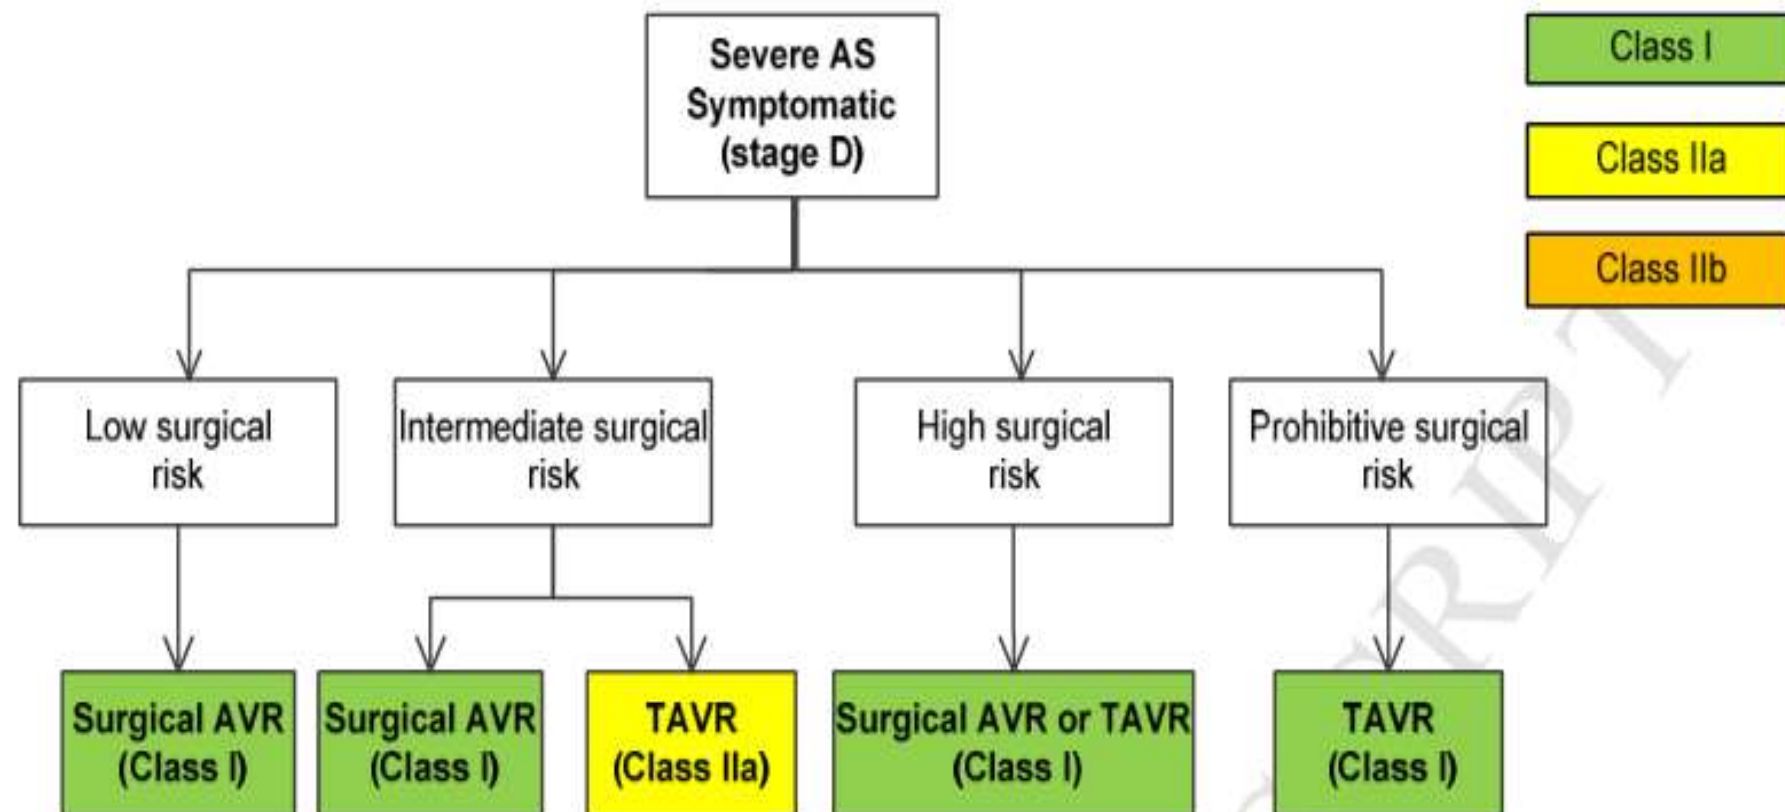 Severe AS
Symptomatic
(stage D)
Class I
Class IIa
Class IIb
Low surgical
risk
Intermediate surgical
risk
High surgical
risk
Prohibitive surgical
risk
Surgical AVR
(Class I)
Surgical AVR
(Class I)
TAVR
(Class IIa)
Surgical AVR or TAVR
(Class I)
TAVR
(Class I)
CRIPT